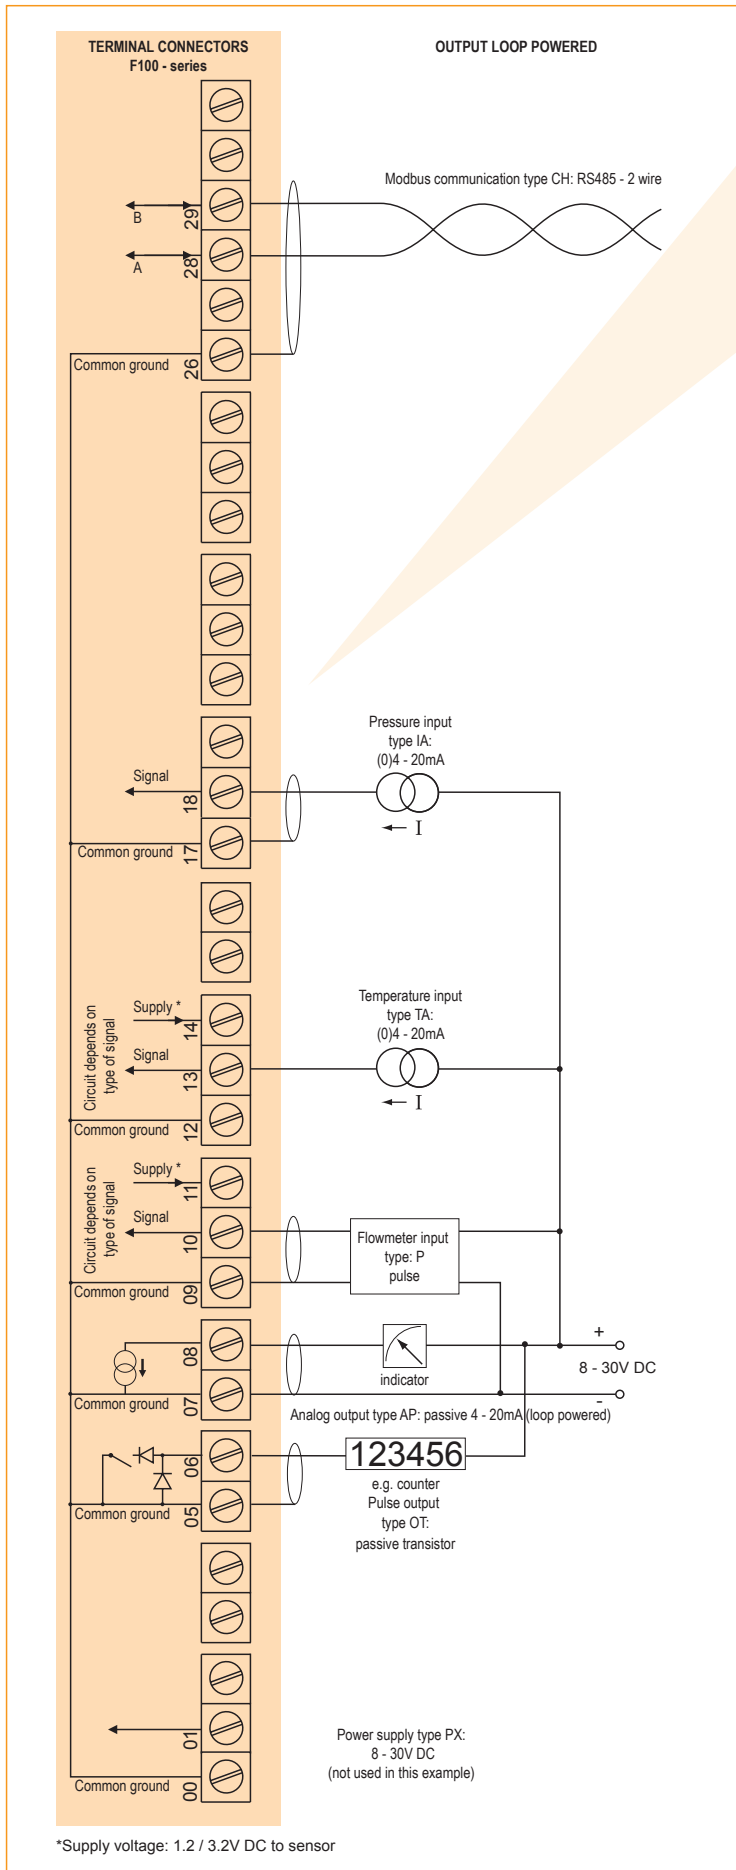 TERMINAL CONNECTORS
F100 - series
OUTPUT LOOP POWERED
Modbus communication type CH: RS485 - 2 wire
B
29
A
28
Common ground
26
Pressure input
type IA:
(0)4 - 20mA
Signal
18
I
Common ground
17
Temperature input
type TA:
(0)4 - 20mA
Circuit depends on
type of signal
Supply *
14
Signal
13
I
Common ground
12
Circuit depends on
type of signal
Supply *
11
Signal
10
Flowmeter input
type: P
pulse
Common ground
09
08
indicator
+
8 - 30V DC
-
Common ground
07
Analog output type AP: passive 4 - 20mA (loop powered)
06
123456
e.g. counter
Pulse output
type OT:
passive transistor
Common ground
05
01
Power supply type PX:
8 - 30V DC
(not used in this example)
Common ground
00
*Supply voltage: 1.2 / 3.2V DC to sensor